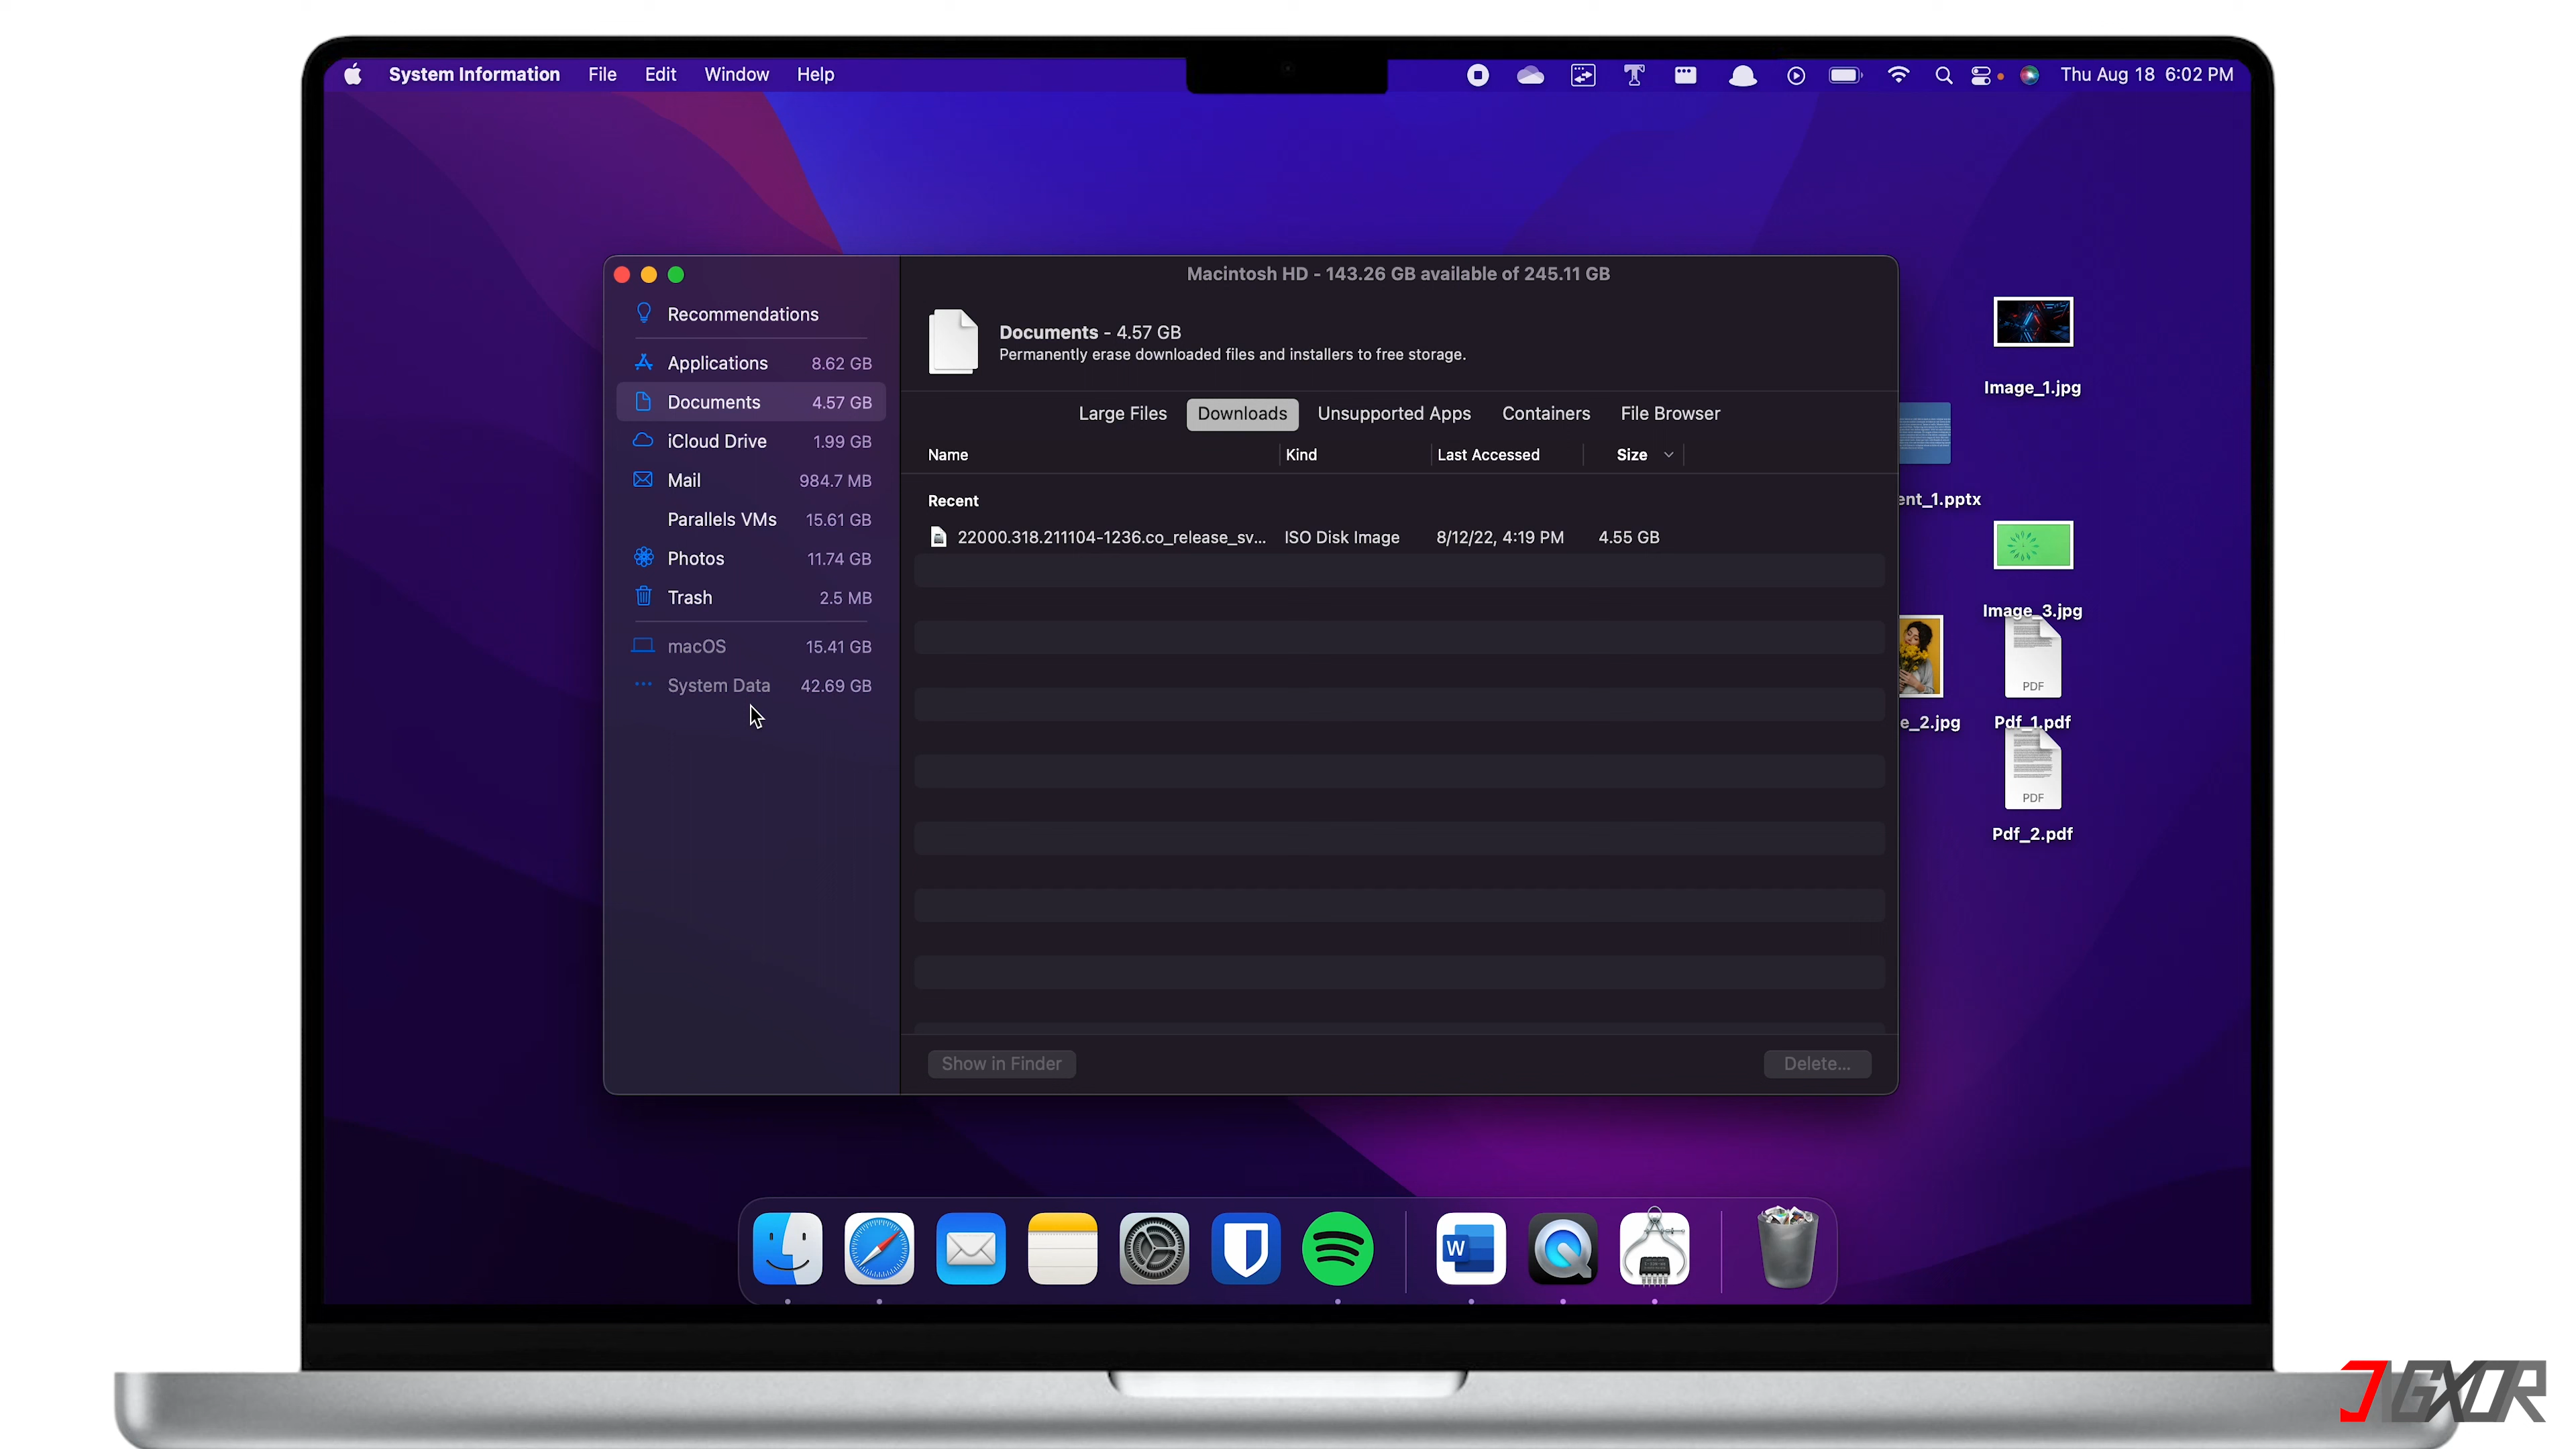 System Information File Edit Window Help
Thu Aug 18 6:02 PM
Macintosh HD - 143.26 GB available of 245.11 GB
Recommendations
Applications 8.62 GB
Documents 4.57 GB
iCloud Drive 1.99 GB
Mail 984.7 MB
Parallels VMs 15.61 GB
Photos 11.74 GB
Trash 2.5 MB
macOS 15.41 GB
System Data 42.69 GB
Documents - 4.57 GB
Permanently erase downloaded files and installers to free storage.
Large Files Downloads Unsupported Apps Containers File Browser
Name Kind Last Accessed Size
Recent
22000.318.211104-1236.co_release_sv... ISO Disk Image 8/12/22, 4:19 PM 4.55 GB
Show in Finder Delete...
Image_1.jpg
ent_1.pptx
Image_3.jpg
PDF
e_2.jpg
Pdf_1.pdf
PDF
Pdf_2.pdf
W
JIGXOR